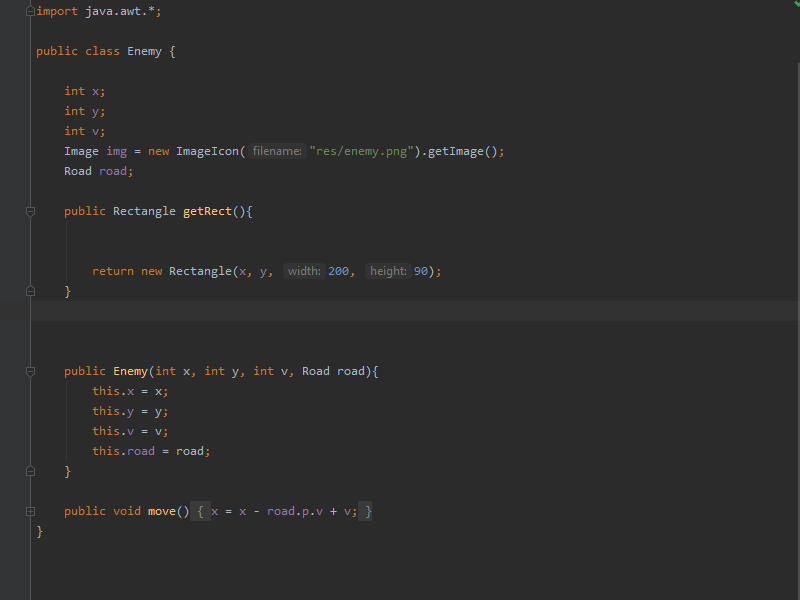 import java.awt.*;
public class Enemy {
int x;
int y;
int v;
Image img = new ImageIcon( filename: "res/enemy.png").getImage();
Road road;
public Rectangle getRect(){
return new Rectangle(x, y, width: 200, height: 90);
}
public Enemy(int x, int y, int v, Road road){
this.x = x;
this.y = y;
this.v = v;
this.road = road;
}
public void move() { x = x - road.p.v + v; }
}